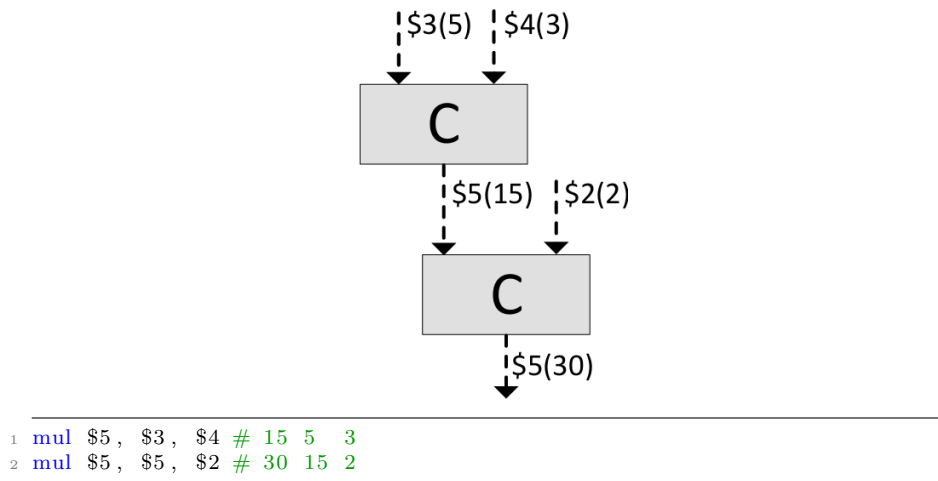 $3(5) $4(3)
C
$5(15) $2(2)
C
$5(30)
1 mul $5, $3, $4 # 15 5 3
2 mul $5, $5, $2 # 30 15 2